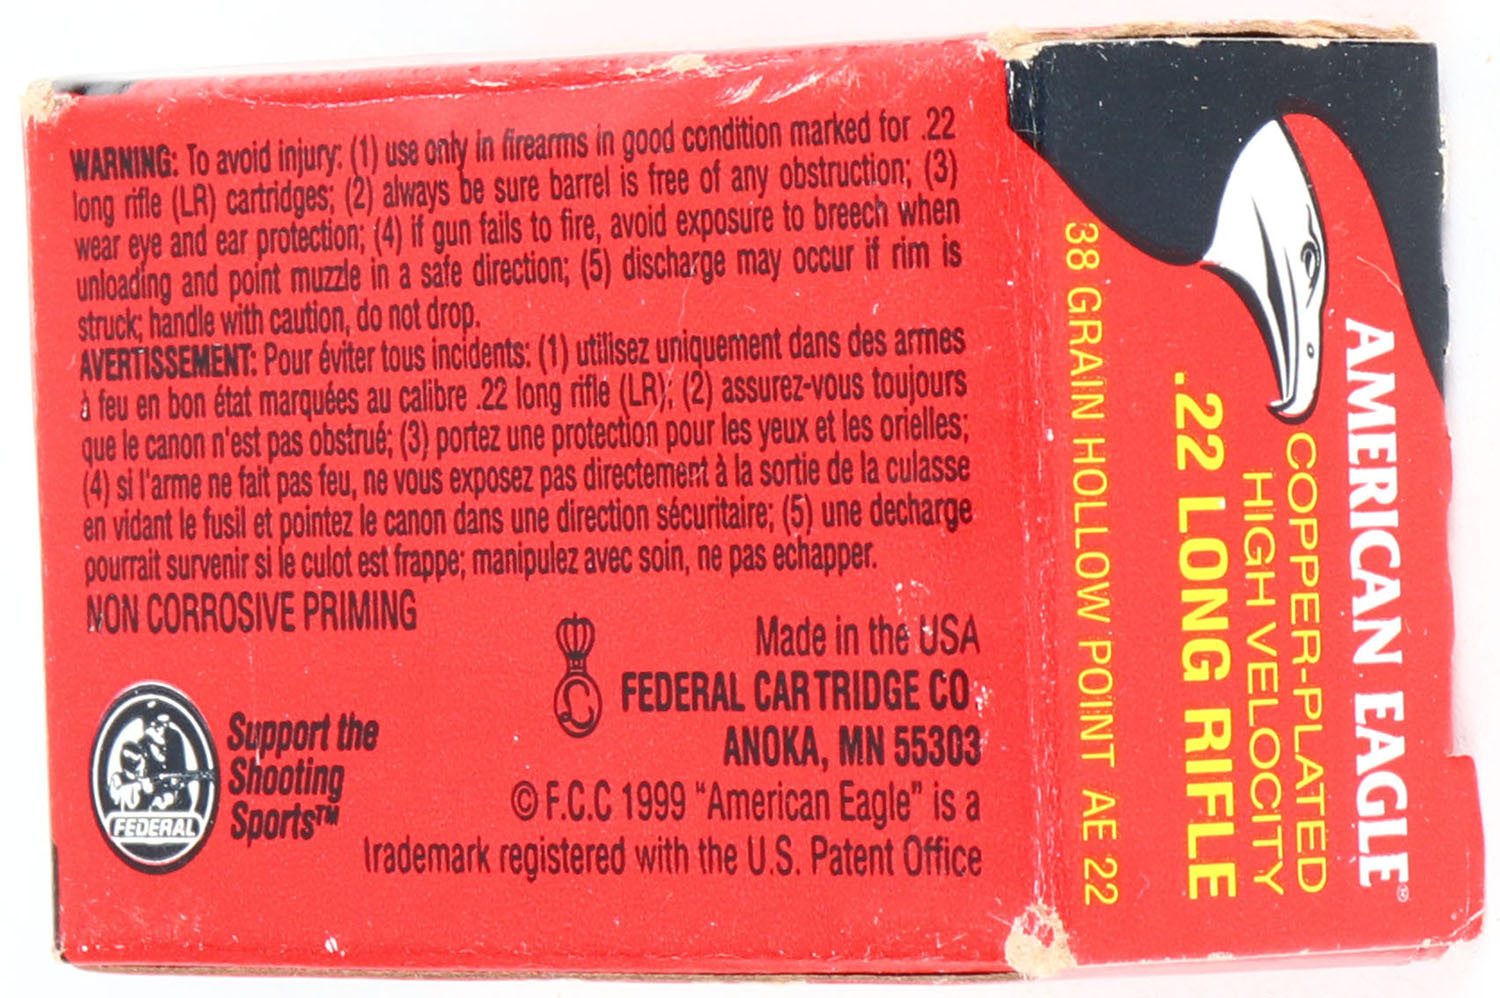 WARNING: To avoid injury: (1) use only in firearms in good condition marked for .22
long rifle (LR) cartridges; (2) always be sure barrel is free of any obstruction; (3)
wear eye and ear protection; (4) if gun fails to fire, avoid exposure to breech when
unloading and point muzzle in a safe direction; (5) discharge may occur if rim is
struck; handle with caution, do not drop.
AVERTISSEMENT: Pour éviter tous incidents: (1) utilisez uniquement dans des armes
à feu en bon état marquées au calibre .22 long rifle (LR); (2) assurez-vous toujours
que le canon n'est pas obstrué; (3) portez une protection pour les yeux et les orielles;
(4) si l'arme ne fait pas feu, ne vous exposez pas directement à la sortie de la culasse
en vidant le fusil et pointez le canon dans une direction sécuritaire; (5) une decharge
pourrait survenir si le culot est frappe; manipulez avec soin, ne pas echapper.
NON CORROSIVE PRIMING
Support the
Shooting
Sports™
FEDERAL
Made in the USA
FEDERAL CARTRIDGE CO.
ANOKA, MN 55303
© F.C.C 1999 "American Eagle" is a
trademark registered with the U.S. Patent Office
AMERICAN EAGLE®
COPPER-PLATED
HIGH VELOCITY
.22 LONG RIFLE
38 GRAIN HOLLOW POINT AE 22